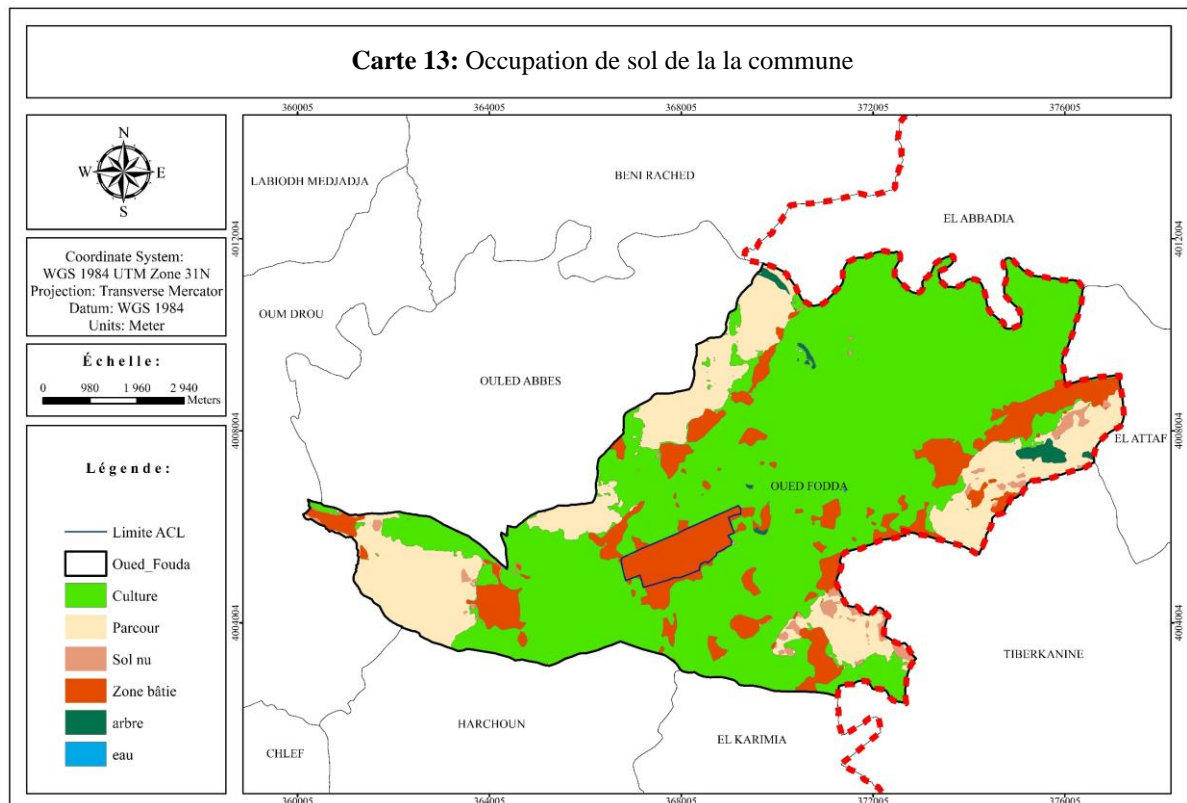 Carte 13: Occupation de sol de la la commune
360005 364005 368005 372005 376005
N
W E
S
Coordinate System:
WGS 1984 UTM Zone 31N
Projection: Transverse Mercator
Datum: WGS 1984
Units: Meter
Échelle:
0 980 1 960 2 940
Meters
Légende:
Limite ACL
Oued_Fouda
Culture
Parcour
Sol nu
Zone bâtie
arbre
eau
LABIODH MEDJADJA
BENI RACHED
EL ABBADIA
OUM DROU
OULED ABBES
EL ATTAF
OUED FODDA
TIBERKANINE
HARCHOUN
EL KARIMIA
CHLEF
4012004
4008004
4004004
4012004
4008004
4004004
360005 364005 368005 372005 376005